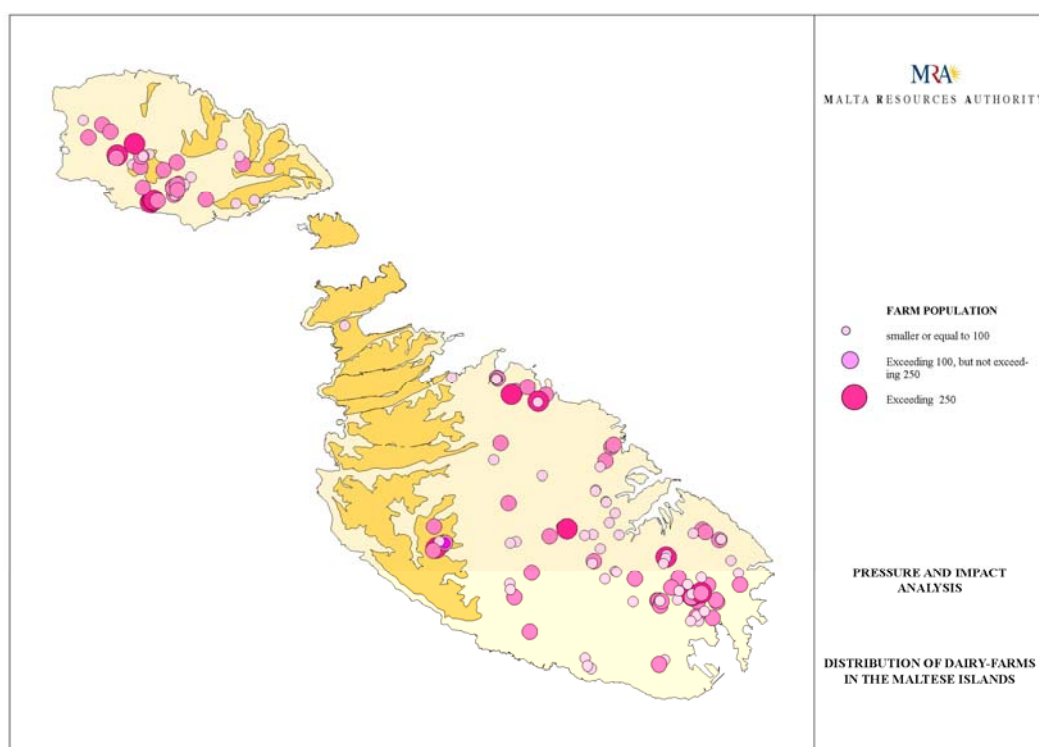 MRA
MALTA RESOURCES AUTHORITY
FARM POPULATION
smaller or equal to 100
Exceeding 100, but not exceed-
ing 250
Exceeding 250
PRESSURE AND IMPACT
ANALYSIS
DISTRIBUTION OF DAIRY-FARMS
IN THE MALTESE ISLANDS